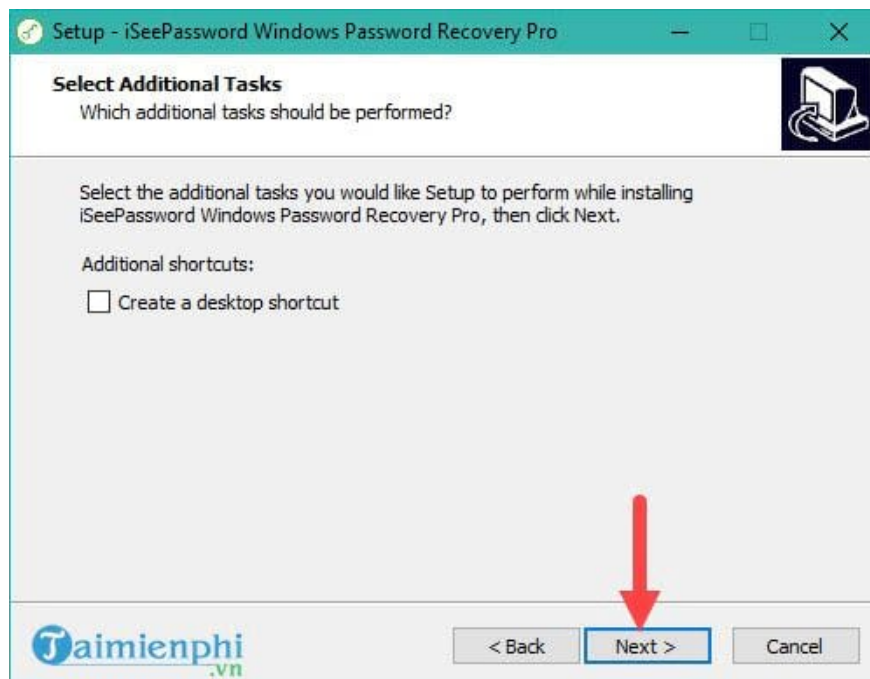 Setup - iSeePassword Windows Password Recovery Pro
Select Additional Tasks
Which additional tasks should be performed?
Select the additional tasks you would like Setup to perform while installing
iSeePassword Windows Password Recovery Pro, then click Next.
Additional shortcuts:
Create a desktop shortcut
Taimienphi
.vn
< Back Next > Cancel